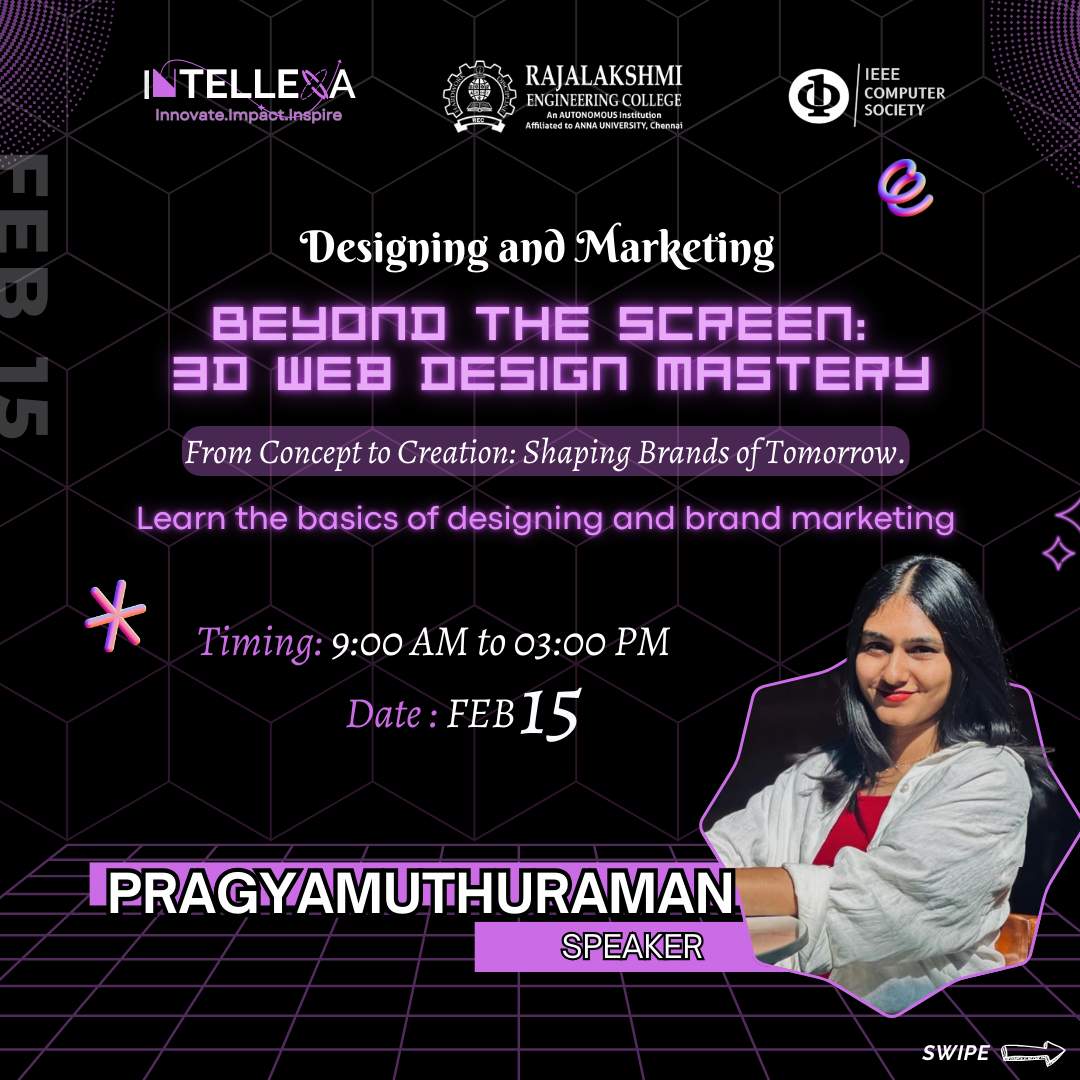 INTELLEXA
Innovate.Impact.Inspire
RAJALAKSHMI
ENGINEERING COLLEGE
An AUTONOMOUS Institution
Affiliated to ANNA UNIVERSITY, Chennai
REC
IEEE
COMPUTER
SOCIETY
FEB 15
Designing and Marketing
BEYOND THE SCREEN:
3D WEB DESIGN MASTERY
From Concept to Creation: Shaping Brands of Tomorrow.
Learn the basics of designing and brand marketing
Timing: 9:00 AM to 03:00 PM
Date : FEB 15
PRAGYAMUTHURAMAN
SPEAKER
SWIPE